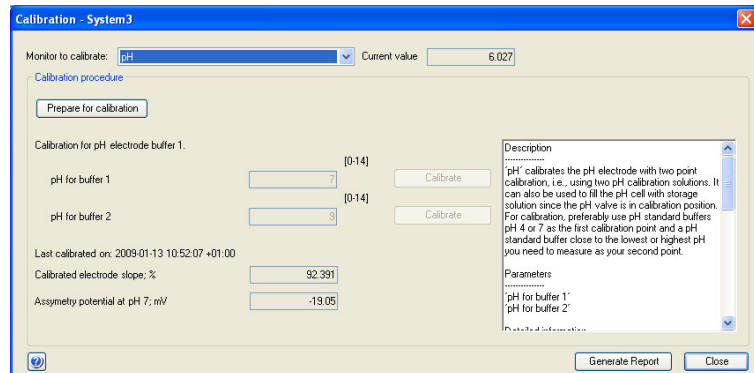 Calibration - System3
Monitor to calibrate: pH Current value 6.027
Calibration procedure
Prepare for calibration
Calibration for pH electrode buffer 1.
[0-14]
pH for buffer 1 7 Calibrate
[0-14]
pH for buffer 2 9 Calibrate
Last calibrated on: 2009-01-13 10:52:07 +01:00
Calibrated electrode slope; % 92.391
Assymetry potential at pH 7; mV -19.05
Description
---------------
´pH´ calibrates the pH electrode with two point
calibration, i.e., using two pH calibration solutions. It
can also be used to fill the pH cell with storage
solution since the pH valve is in calibration position.
For calibration, preferably use pH standard buffers
pH 4 or 7 as the first calibration point and a pH
standard buffer close to the lowest or highest pH
you need to measure as your second point.
Parameters
---------------
´pH for buffer 1´
´pH for buffer 2´
Detailed information
Generate Report Close